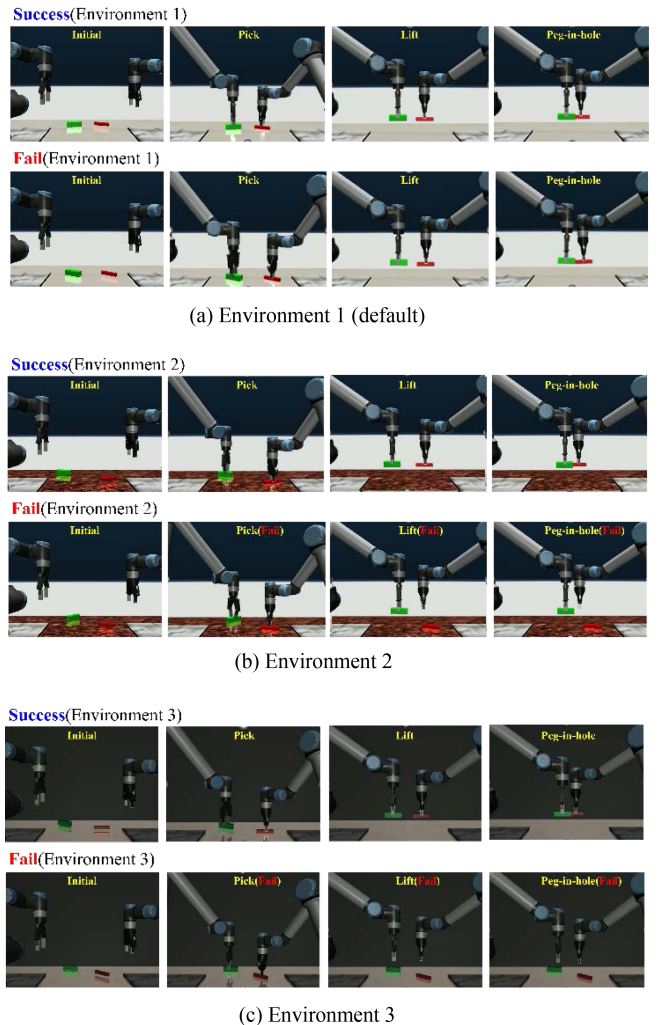 Success(Environment 1)
Initial
Pick
Lift
Peg-in-hole
Fail(Environment 1)
Initial
Pick
Lift
Peg-in-hole
(a) Environment 1 (default)
Success(Environment 2)
Initial
Pick
Lift
Peg-in-hole
Fail(Environment 2)
Initial
Pick(Fail)
Lift(Fail)
Peg-in-hole(Fail)
(b) Environment 2
Success(Environment 3)
Initial
Pick
Lift
Peg-in-hole
Fail(Environment 3)
Initial
Pick(Fail)
Lift(Fail)
Peg-in-hole(Fail)
(c) Environment 3